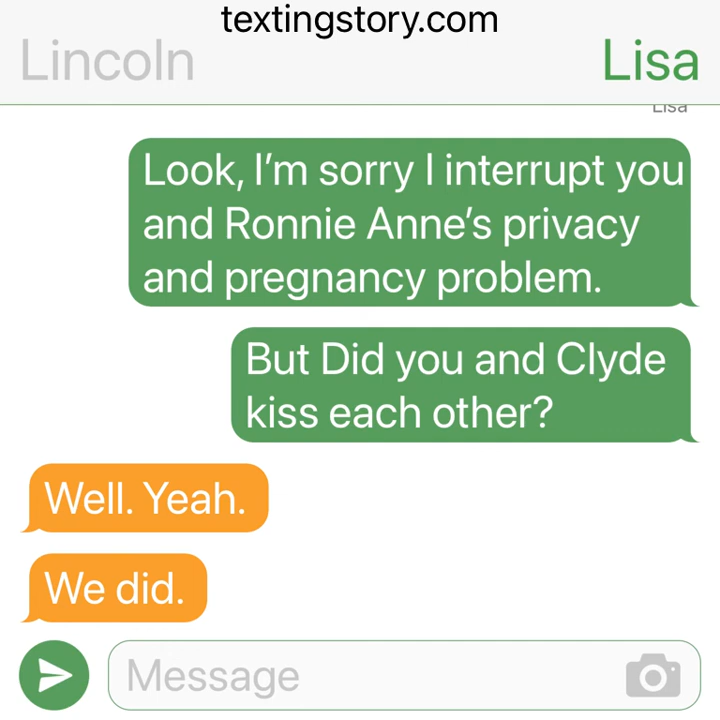 textingstory.com
Lincoln
Lisa
Lisa
Look, I'm sorry I interrupt you
and Ronnie Anne's privacy
and pregnancy problem.
But Did you and Clyde
kiss each other?
Well. Yeah.
We did.
Message